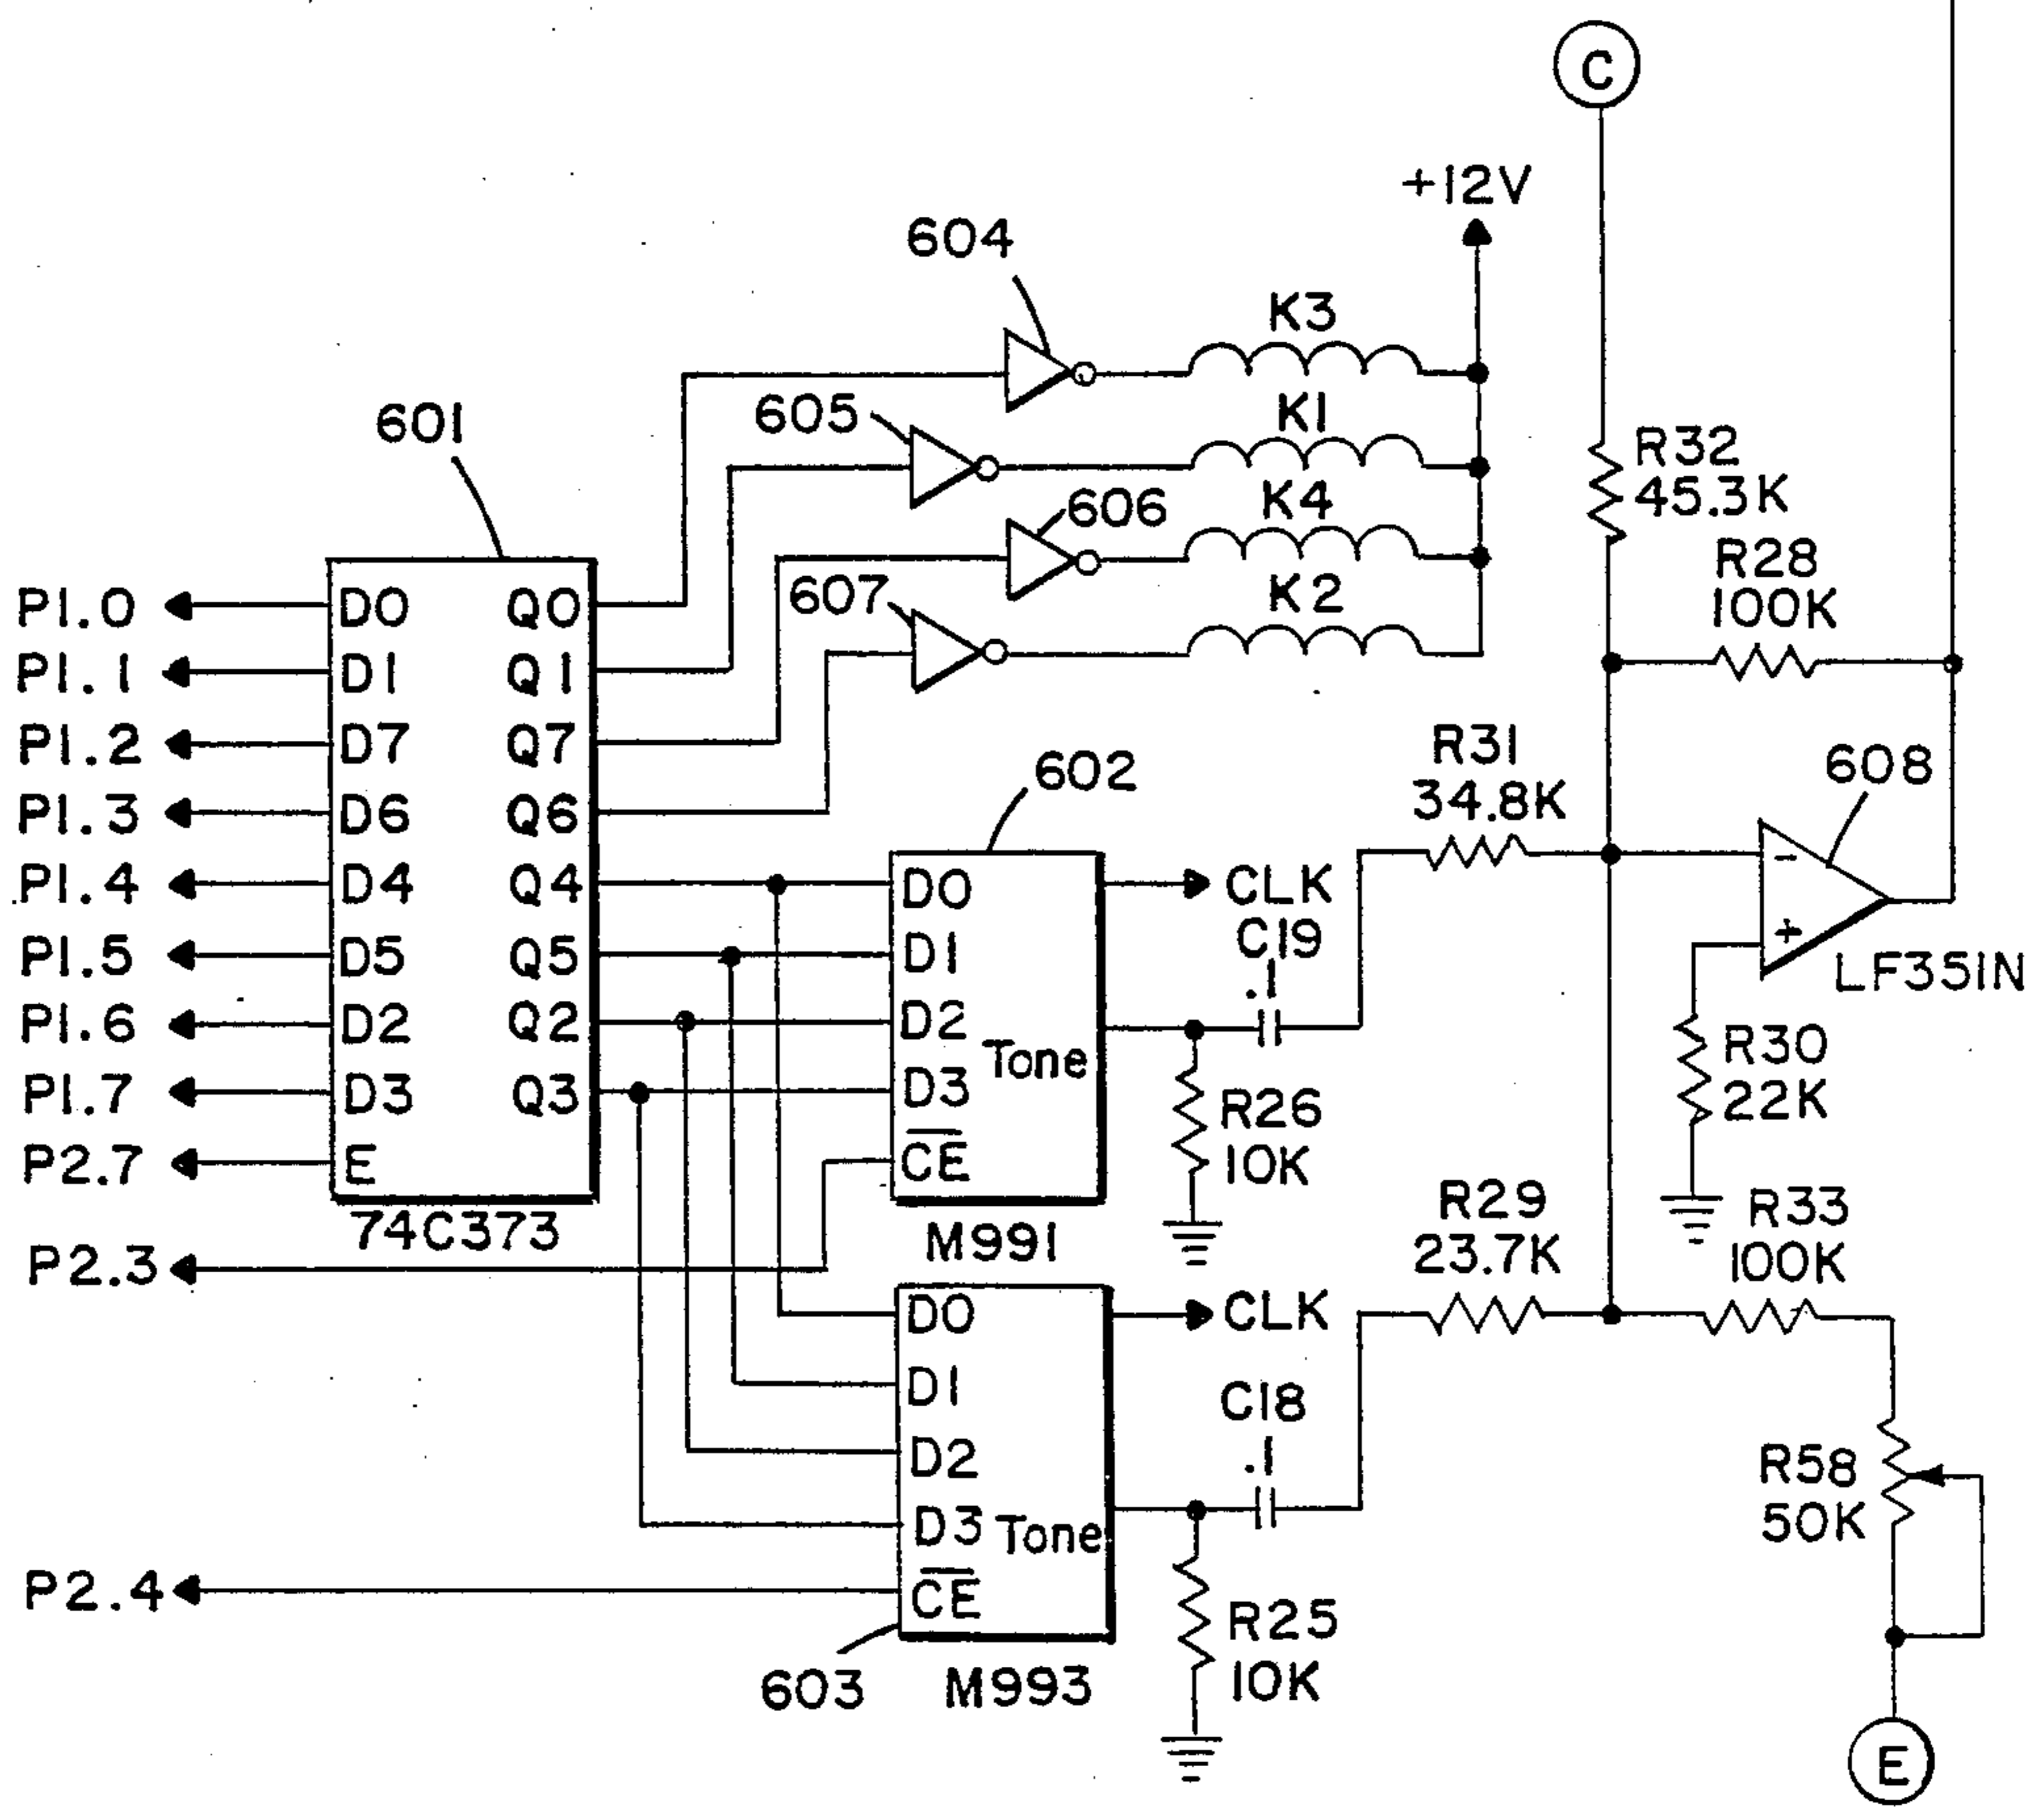 C
+12V
604
K3
605
K1
601
R32
45.3K
606
K4
R28
100K
607
K2
P1.0 D0 Q0
P1.1 D1 Q1
P1.2 D7 Q7
P1.3 D6 Q6
P1.4 D4 Q4
P1.5 D5 Q5
P1.6 D2 Q2
P1.7 D3 Q3
P2.7 E
74C373
602
D0 CLK
D1
D2
D3
Tone
CE
M991
C19
.1
R31
34.8K
608
-
+
LF351N
R26
10K
R30
22K
P2.3
R29
23.7K
R33
100K
D0 CLK
D1
D2
D3 Tone
CE
C18
.1
R58
50K
P2.4
603
M993
R25
10K
E